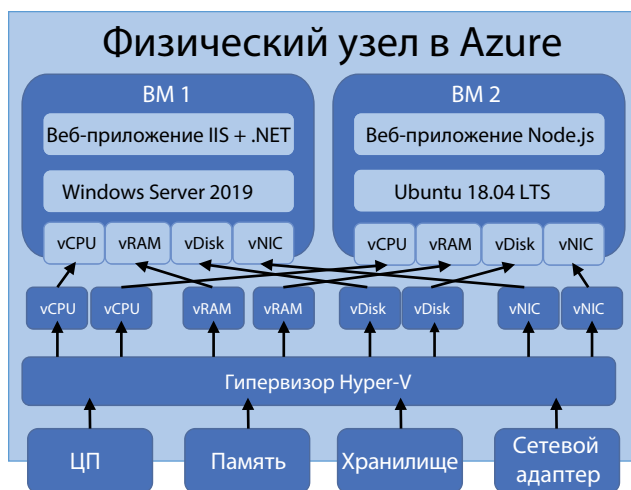 Физический узел в Azure
ВМ 1
ВМ 2
Веб-приложение IIS + .NET
Веб-приложение Node.js
Windows Server 2019
Ubuntu 18.04 LTS
vCPU vRAM vDisk vNIC
vCPU vRAM vDisk vNIC
vCPU vCPU vRAM vRAM vDisk vDisk vNIC vNIC
Гипервизор Hyper-V
ЦП
Память
Хранилище
Сетевой
адаптер